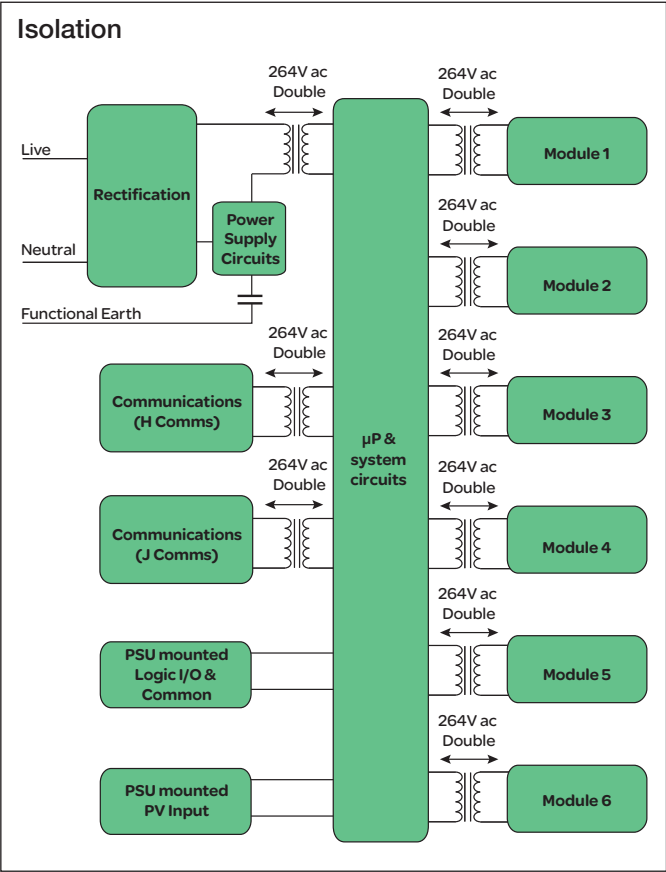 Isolation
264V ac
Double
264V ac
Double
Live
Rectification
Module 1
Power
Supply
Circuits
264V ac
Double
Neutral
Module 2
Functional Earth
264V ac
Double
264V ac
Double
Communications
(H Comms)
Module 3
µP &
system
circuits
264V ac
Double
264V ac
Double
Communications
(J Comms)
Module 4
264V ac
Double
PSU mounted
Logic I/O &
Common
Module 5
264V ac
Double
PSU mounted
PV Input
Module 6